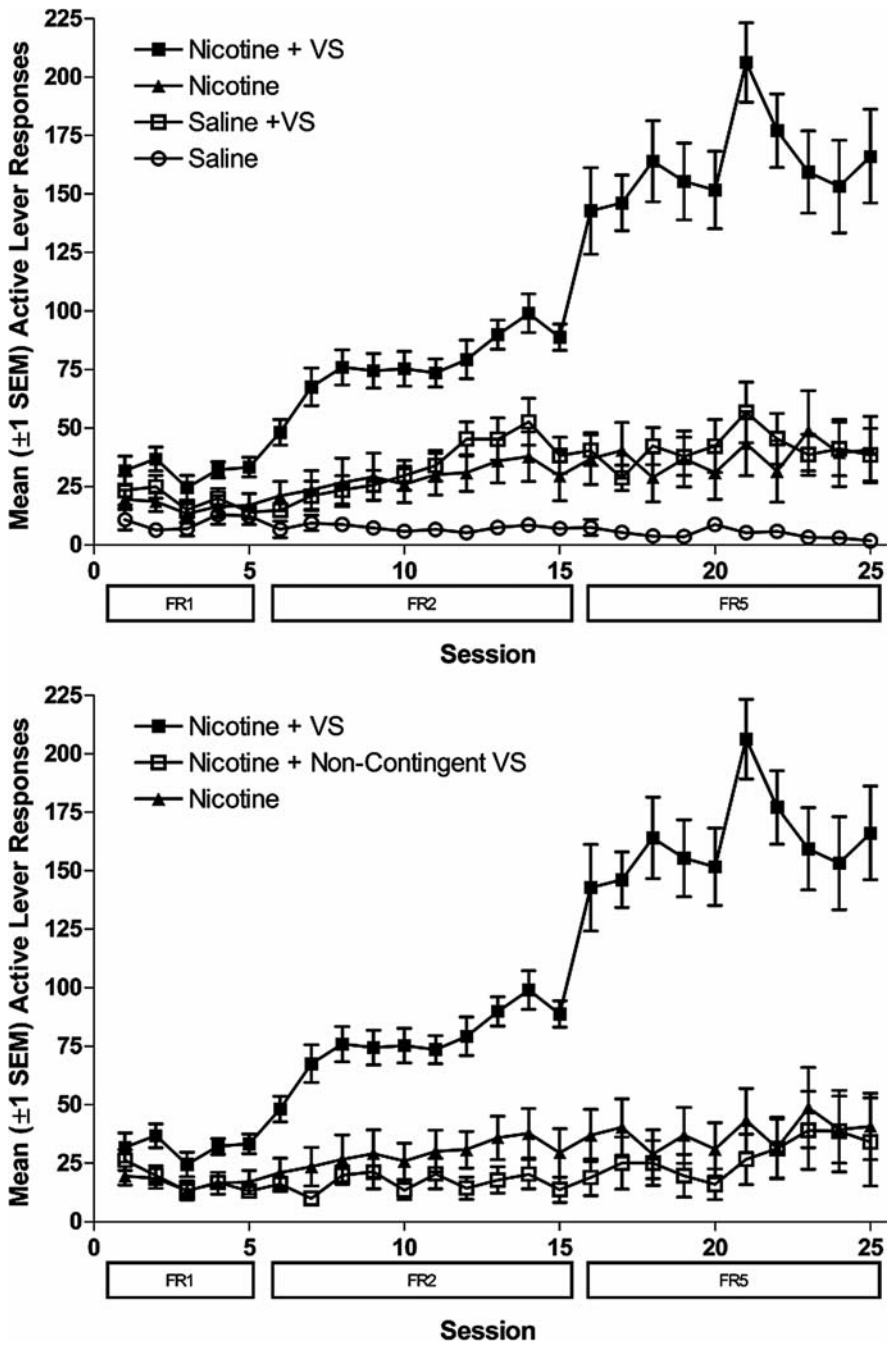 Mean (±1 SEM) Active Lever Responses
225
200
175
150
125
100
75
50
25
0
Nicotine + VS
Nicotine
Saline +VS
Saline
0 5 10 15 20 25
FR1 FR2 FR5
Session
Mean (±1 SEM) Active Lever Responses
225
200
175
150
125
100
75
50
25
0
Nicotine + VS
Nicotine + Non-Contingent VS
Nicotine
0 5 10 15 20 25
FR1 FR2 FR5
Session